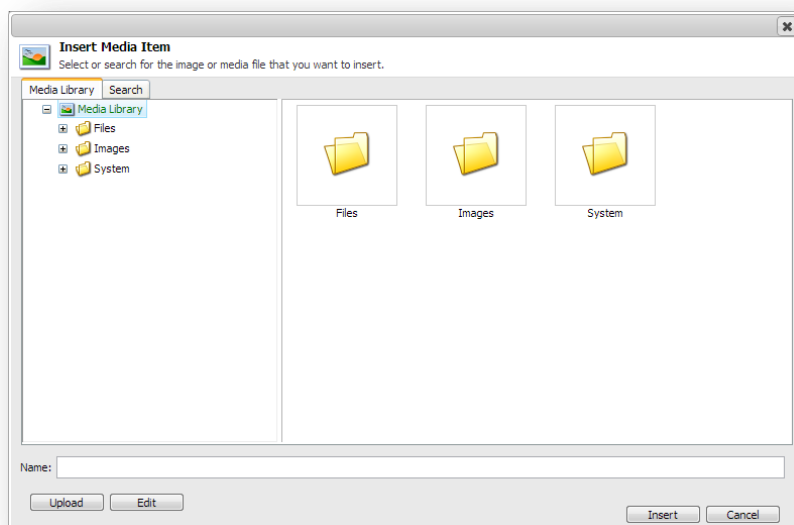 Insert Media Item
Select or search for the image or media file that you want to insert.
Media Library Search
Media Library
Files
Images
System
Files Images System
Name:
Upload Edit
Insert Cancel